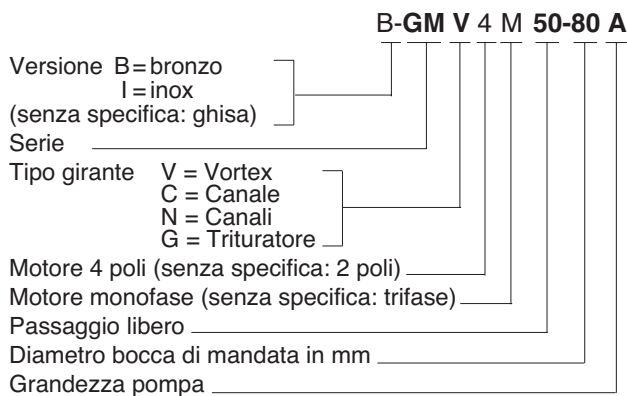 B-GM V 4 M 50-80 A
Versione B=bronzo
I=inox
(senza specifica: ghisa)
Serie
Tipo girante V = Vortex
C = Canale
N = Canali
G = Trituratore
Motore 4 poli (senza specifica: 2 poli)
Motore monofase (senza specifica: trifase)
Passaggio libero
Diametro bocca di mandata in mm
Grandezza pompa